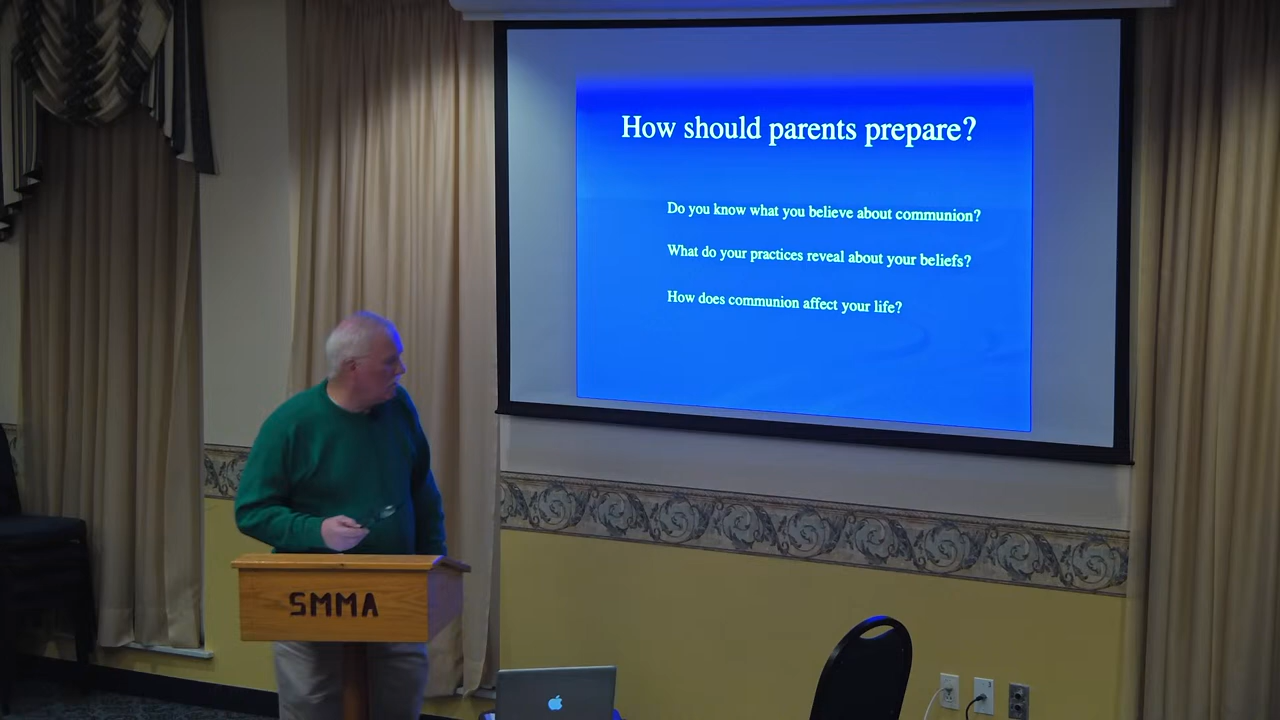 How should parents prepare?
Do you know what you believe about communion?
What do your practices reveal about your beliefs?
How does communion affect your life?
SMMA